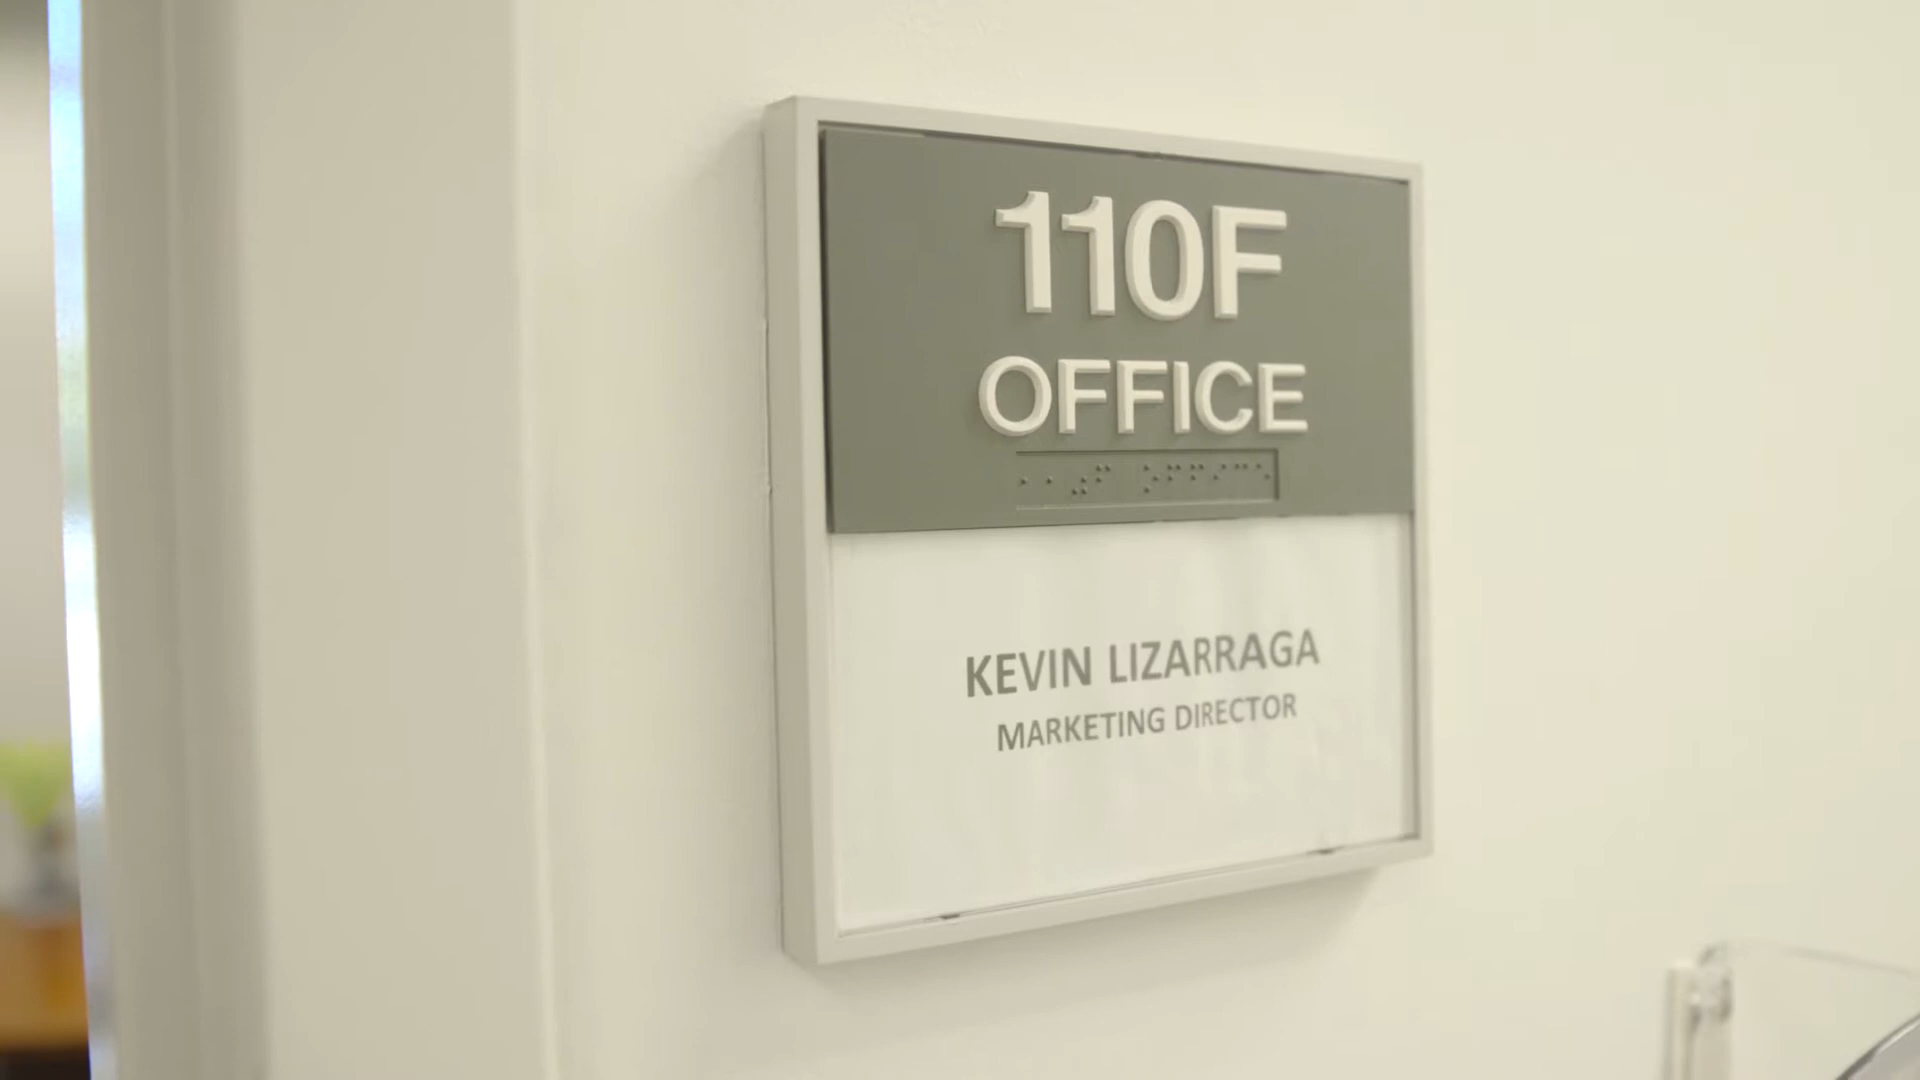 110F
OFFICE
KEVIN LIZARRAGA
MARKETING DIRECTOR